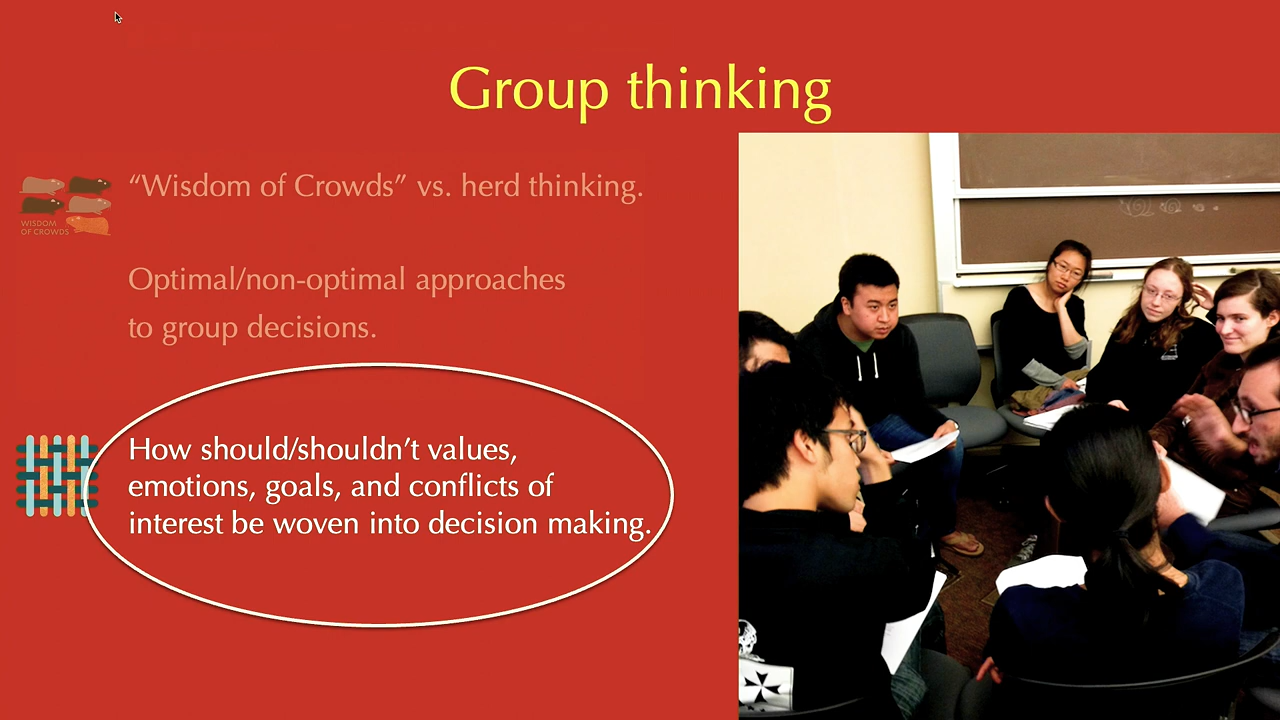 Group thinking
“Wisdom of Crowds” vs. herd thinking.
WISDOM
OF CROWDS
Optimal/non-optimal approaches
to group decisions.
How should/shouldn’t values,
emotions, goals, and conflicts of
interest be woven into decision making.